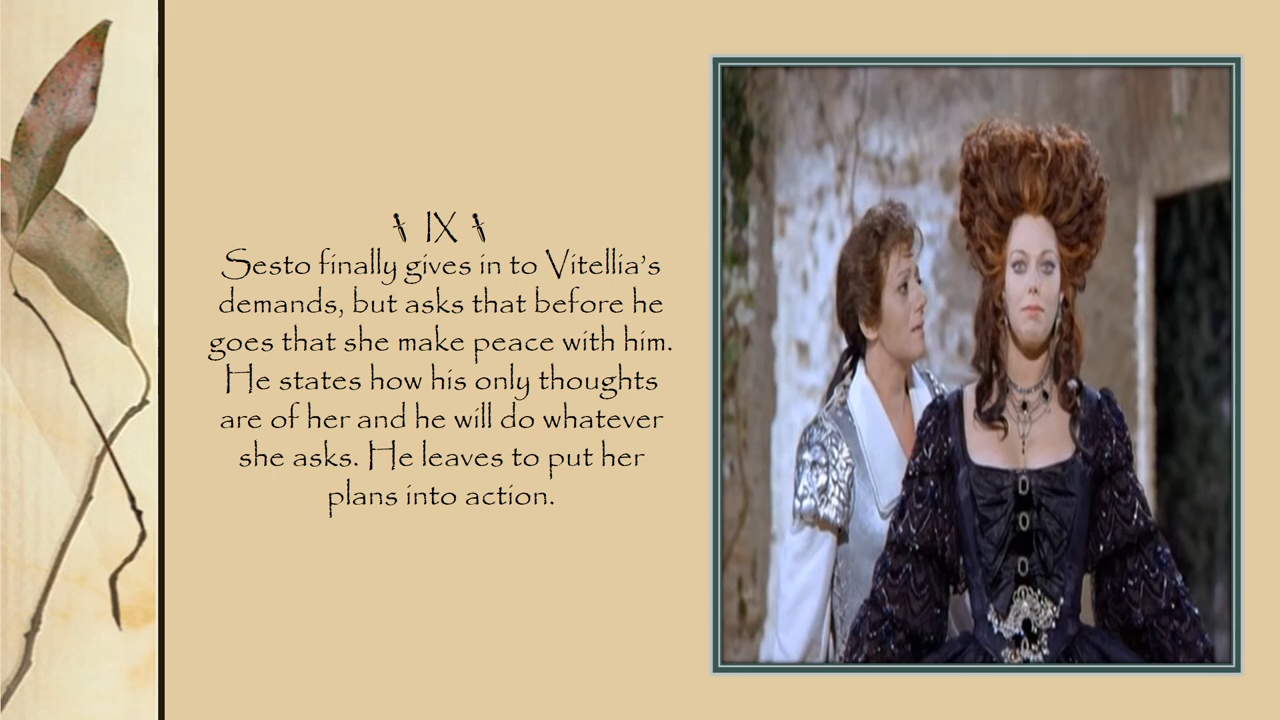 IX
Sesto finally gives in to Vitellia's
demands, but asks that before he
goes that she make peace with him.
He states how his only thoughts
are of her and he will do whatever
she asks. He leaves to put her
plans into action.